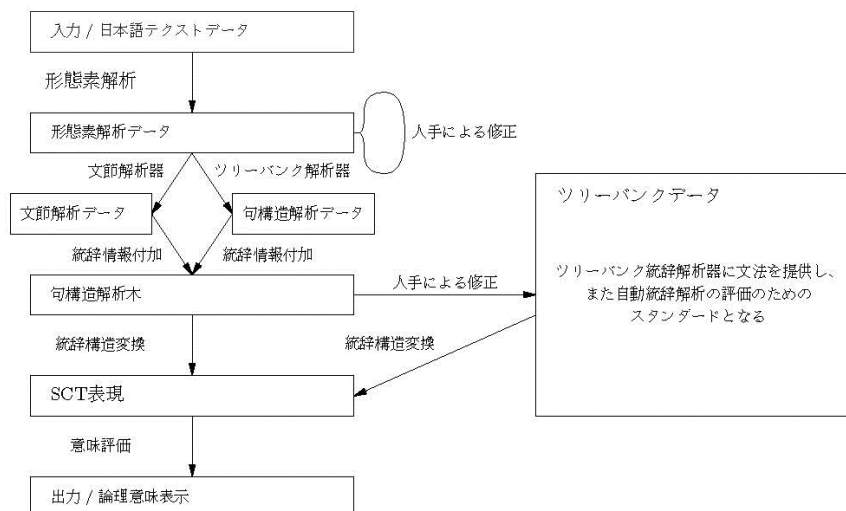 入力 / 日本語テクストデータ
形態素解析
形態素解析データ
人手による修正
文節解析器
ツリーバンク解析器
文節解析データ
句構造解析データ
統辞情報付加
統辞情報付加
句構造解析木
人手による修正
ツリーバンクデータ
ツリーバンク統辞解析器に文法を提供し、
また自動統辞解析の評価のための
スタンダードとなる
統辞構造変換
統辞構造変換
SCT表現
意味評価
出力 / 論理意味表示